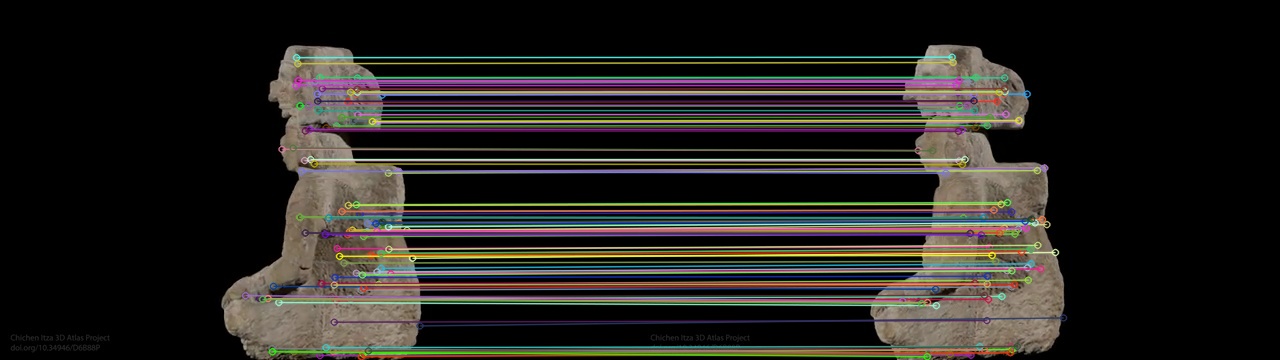 Chichen Itza 3D Atlas Project
doi.org/10.34946/D6888P
Chichen Itza 3D Atlas Project